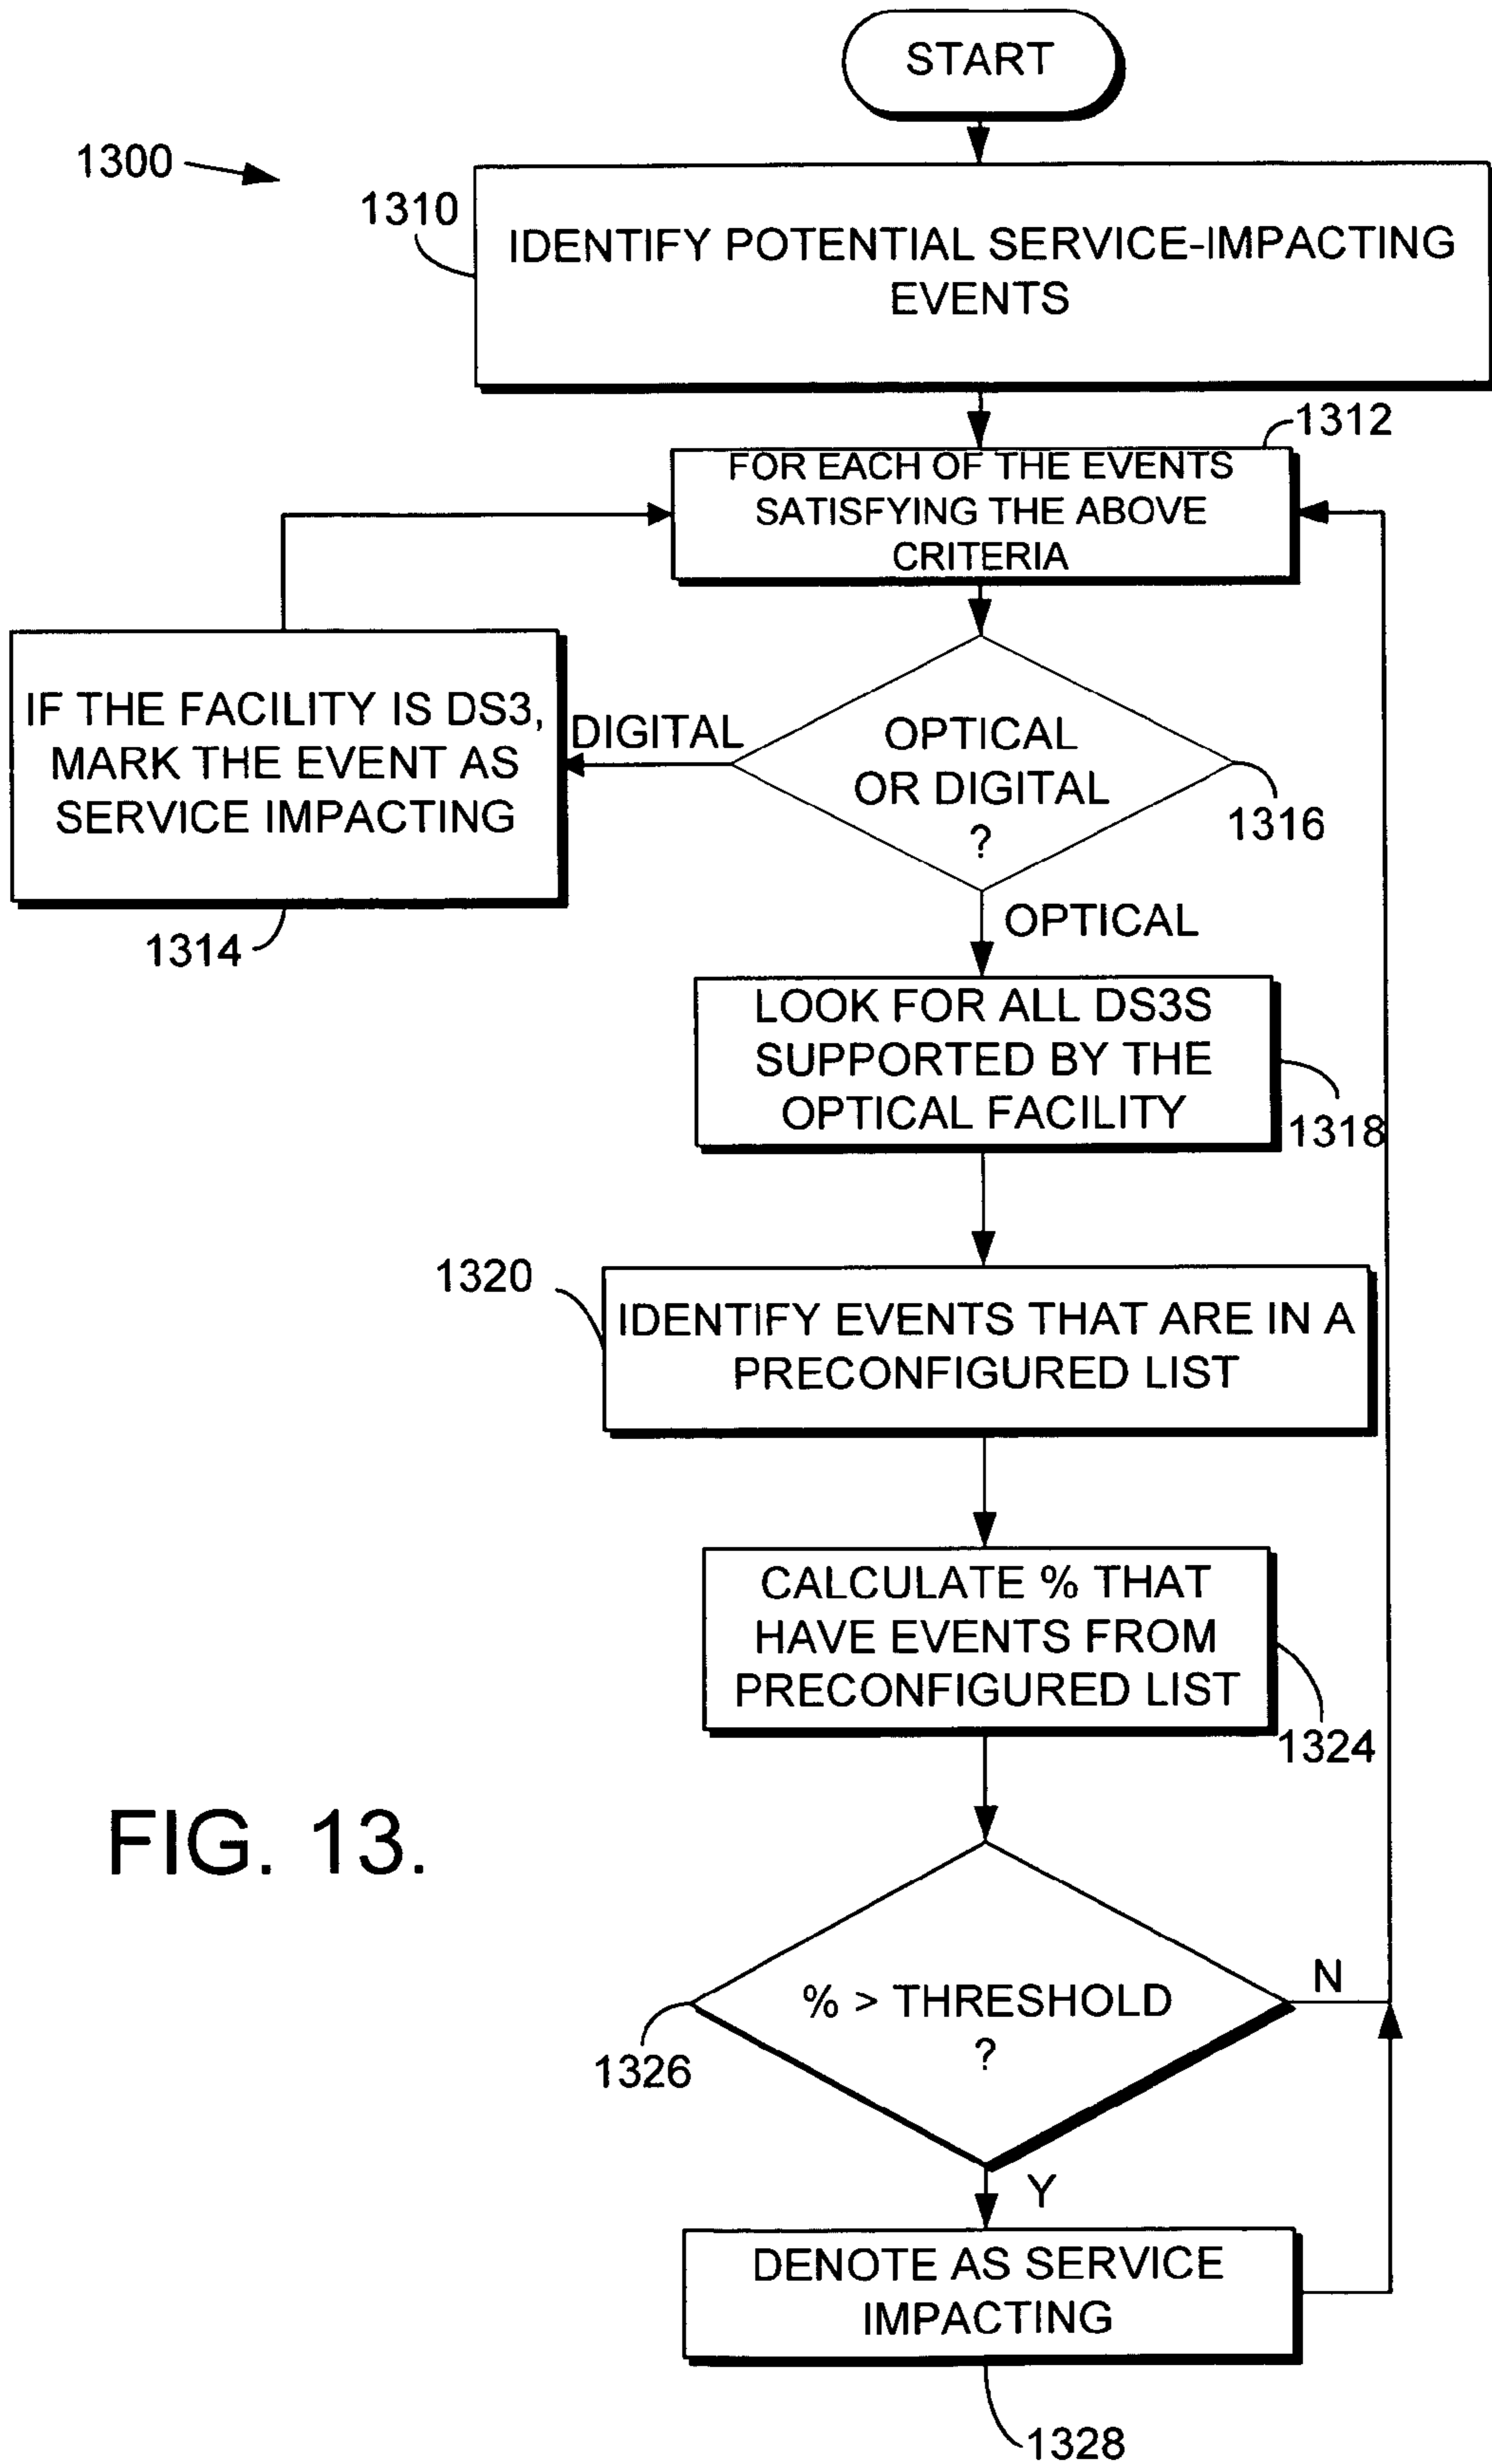 START
1300
1310
IDENTIFY POTENTIAL SERVICE-IMPACTING
EVENTS
1312
FOR EACH OF THE EVENTS
SATISFYING THE ABOVE
CRITERIA
IF THE FACILITY IS DS3,
MARK THE EVENT AS
SERVICE IMPACTING
1314
DIGITAL
OPTICAL
OR DIGITAL
?
1316
OPTICAL
LOOK FOR ALL DS3S
SUPPORTED BY THE
OPTICAL FACILITY
1318
1320
IDENTIFY EVENTS THAT ARE IN A
PRECONFIGURED LIST
CALCULATE % THAT
HAVE EVENTS FROM
PRECONFIGURED LIST
1324
FIG. 13.
% > THRESHOLD
?
N
1326
Y
DENOTE AS SERVICE
IMPACTING
1328